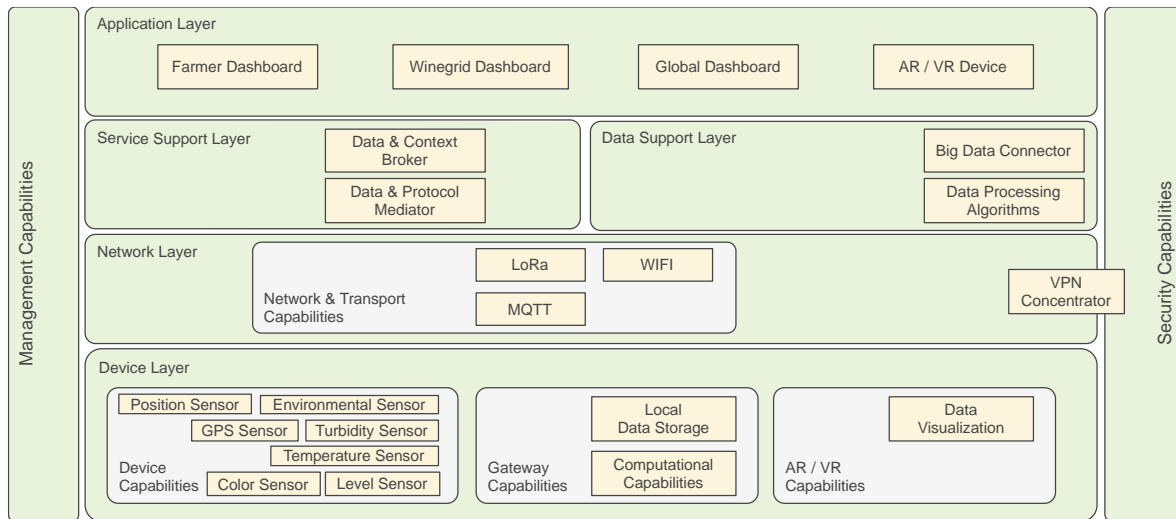 Management Capabilities
Application Layer
Farmer Dashboard
Winegrid Dashboard
Global Dashboard
AR / VR Device
Service Support Layer
Data & Context
Broker
Data & Protocol
Mediator
Data Support Layer
Big Data Connector
Data Processing
Algorithms
Network Layer
LoRa
WIFI
Network & Transport
Capabilities
MQTT
VPN
Concentrator
Device Layer
Position Sensor
Environmental Sensor
GPS Sensor
Turbidity Sensor
Temperature Sensor
Device
Capabilities
Color Sensor
Level Sensor
Local
Data Storage
Gateway
Capabilities
Computational
Capabilities
Data
Visualization
AR / VR
Capabilities
Security Capabilities